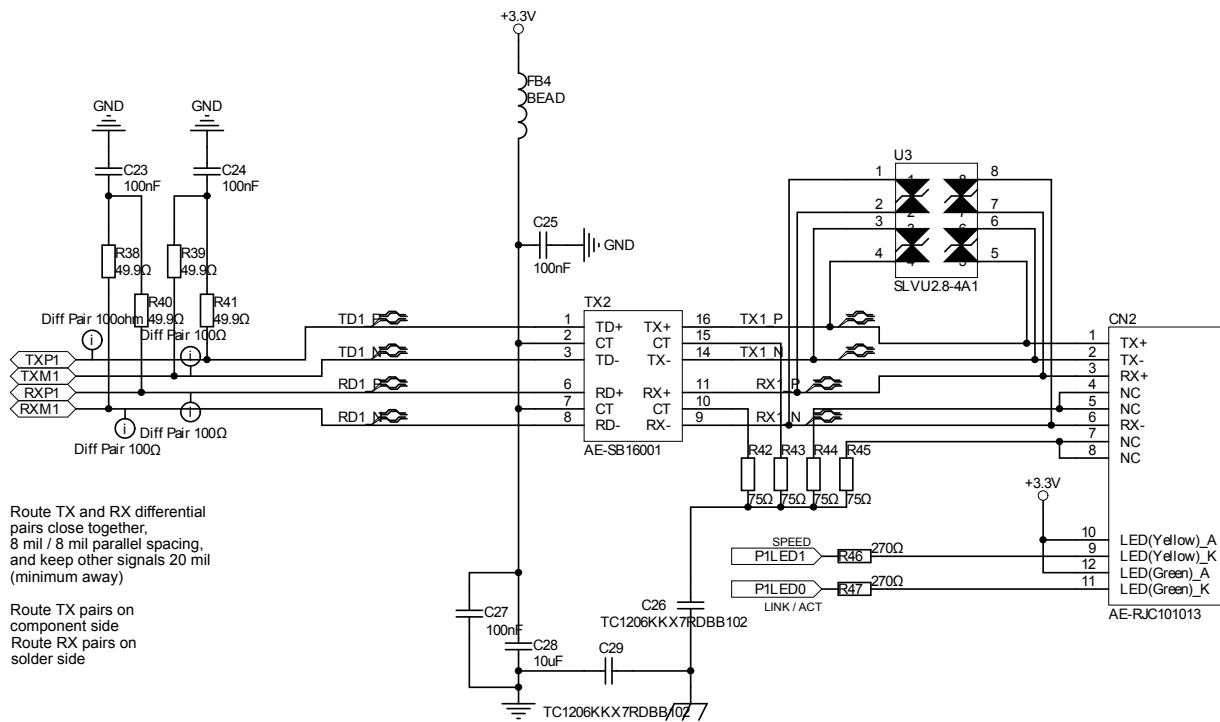 +3.3V
FB4
BEAD
GND
GND
C23
100nF
C24
100nF
C25
100nF
GND
R38
49.9Ω
R39
49.9Ω
R40
49.9Ω
R41
49.9Ω
Diff Pair 100ohm
Diff Pair 100Ω
TXP1
TXM1
RXP1
RXM1
Diff Pair 100Ω
Diff Pair 100Ω
TD1_P
TD1_N
RD1_P
RD1_N
TX2
1 TD+ TX+ 16
2 CT CT 15
3 TD- TX- 14
6 RD+ RX+ 11
7 CT CT 10
8 RD- RX- 9
AE-SB16001
TX1_P
TX1_N
RX1_P
RX1_N
U3
1 1 8 8
2 2 7 7
3 3 6 6
4 4 5 5
SLVU2.8-4A1
CN2
1 TX+
2 TX-
3 RX+
4 NC
5 NC
6 RX-
7 NC
8 NC
10 LED(Yellow)_A
9 LED(Yellow)_K
12 LED(Green)_A
11 LED(Green)_K
AE-RJC101013
R42
75Ω
R43
75Ω
R44
75Ω
R45
75Ω
+3.3V
SPEED
P1LED1
R46
270Ω
P1LED0
R47
270Ω
LINK / ACT
Route TX and RX differential
pairs close together,
8 mil / 8 mil parallel spacing,
and keep other signals 20 mil
(minimum away)
Route TX pairs on
component side
Route RX pairs on
solder side
C27
100nF
C28
10uF
C26
TC1206KKX7RDBB102
C29
TC1206KKX7RDBB102